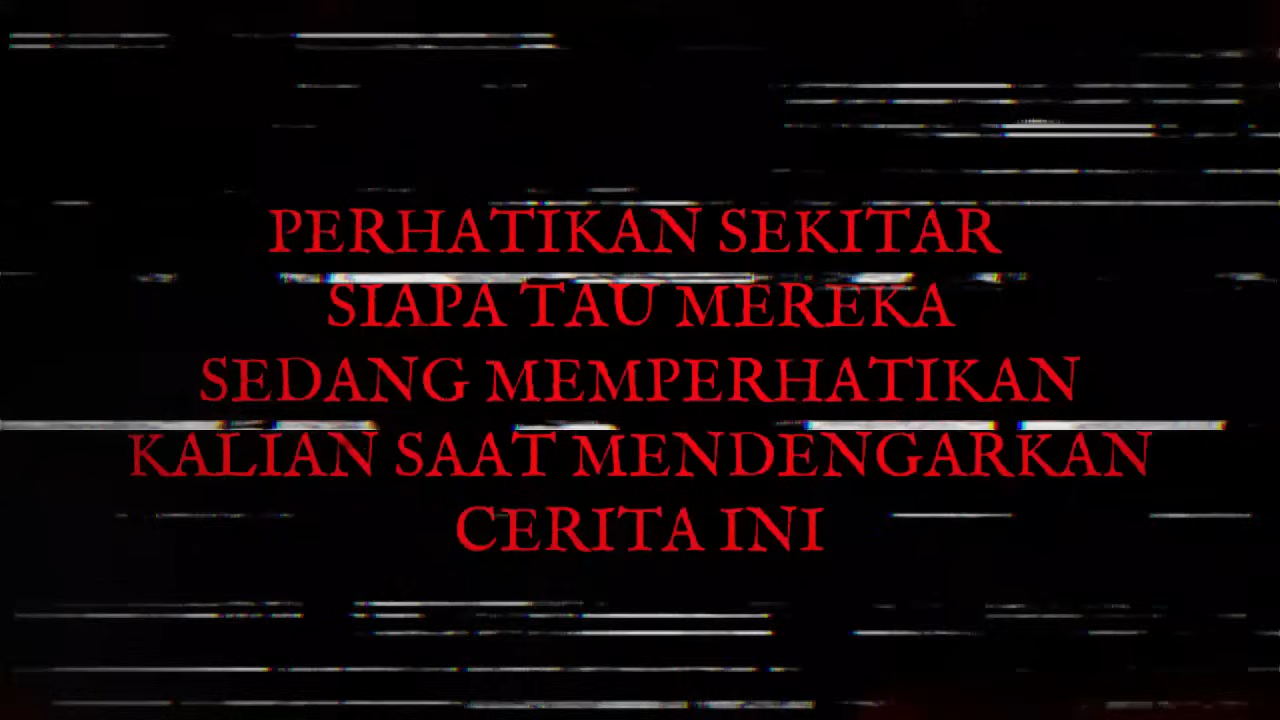 PERHATIKAN SEKITAR
SIAPA TAU MEREKA
SEDANG MEMPERHATIKAN
KALIAN SAAT MENDENGARKAN
CERITA INI